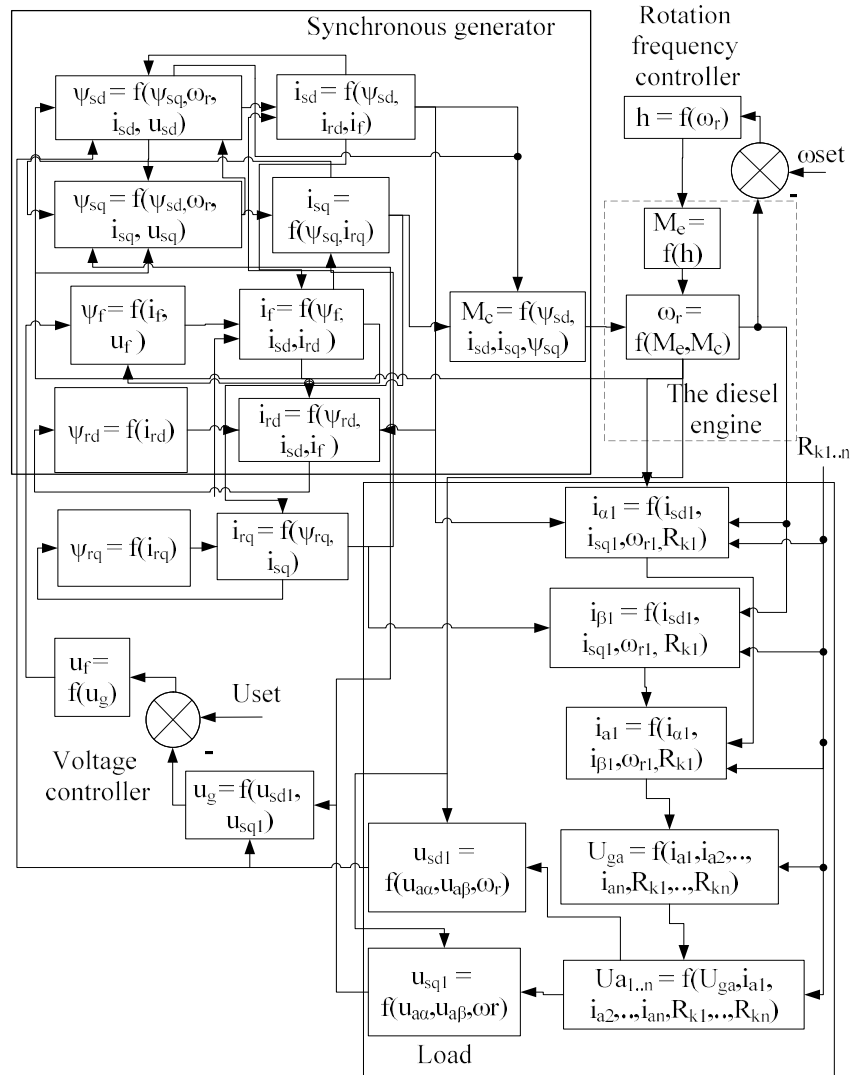 Synchronous generator
Rotation
frequency
controller
ψsd = f(ψsq,ωr,
isd, usd)
isd = f(ψsd,
ird,if)
h = f(ωr)
ωset
-
ψsq = f(ψsd,ωr,
isq, usq)
isq =
f(ψsq,irq)
Me =
f(h)
ψf = f(if,
uf )
if = f(ψf,
isd,ird )
Mc = f(ψsd,
isd,isq,ψsq)
ωr =
f(Me,Mc)
The diesel
engine
ψrd = f(ird)
ird = f(ψrd,
isd,if)
Rk1..n
ψrq = f(irq)
irq = f(ψrq,
isq)
iα1 = f(isd1,
isq1,ωr1,Rk1)
iβ1 = f(isd1,
isq1,ωr1, Rk1)
uf =
f(ug)
Uset
-
Voltage
controller
ia1 = f(iα1,
iβ1,ωr1,Rk1)
ug = f(usd1,
usq1)
usd1 =
f(uaα,uaβ,ωr)
Uga = f(ia1,ia2,..,
ian,Rk1,..,Rkn)
usq1 =
f(uaα,uaβ,ωr)
Ua1..n = f(Uga,ia1,
ia2,..,ian,Rk1,..,Rkn)
Load